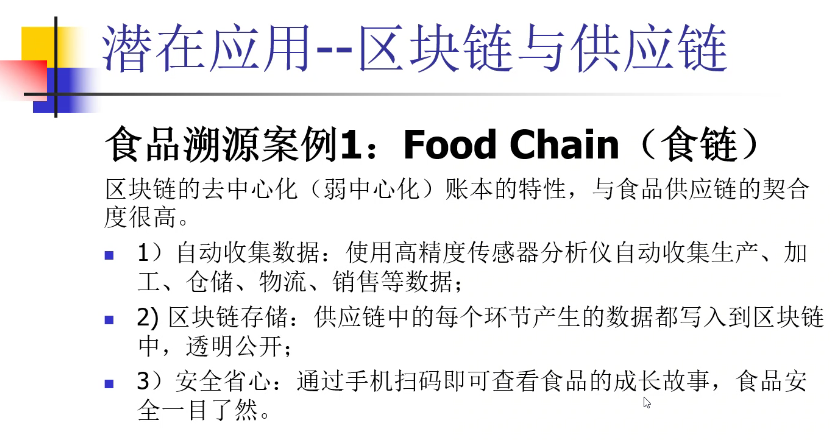 潜在应用--区块链与供应链
食品溯源案例1：Food Chain（食链）
区块链的去中心化（弱中心化）账本的特性，与食品供应链的契合
度很高。
1）自动收集数据：使用高精度传感器分析仪自动收集生产、加
工、仓储、物流、销售等数据；
2) 区块链存储：供应链中的每个环节产生的数据都写入到区块链
中，透明公开；
3）安全省心：通过手机扫码即可查看食品的成长故事，食品安
全一目了然。